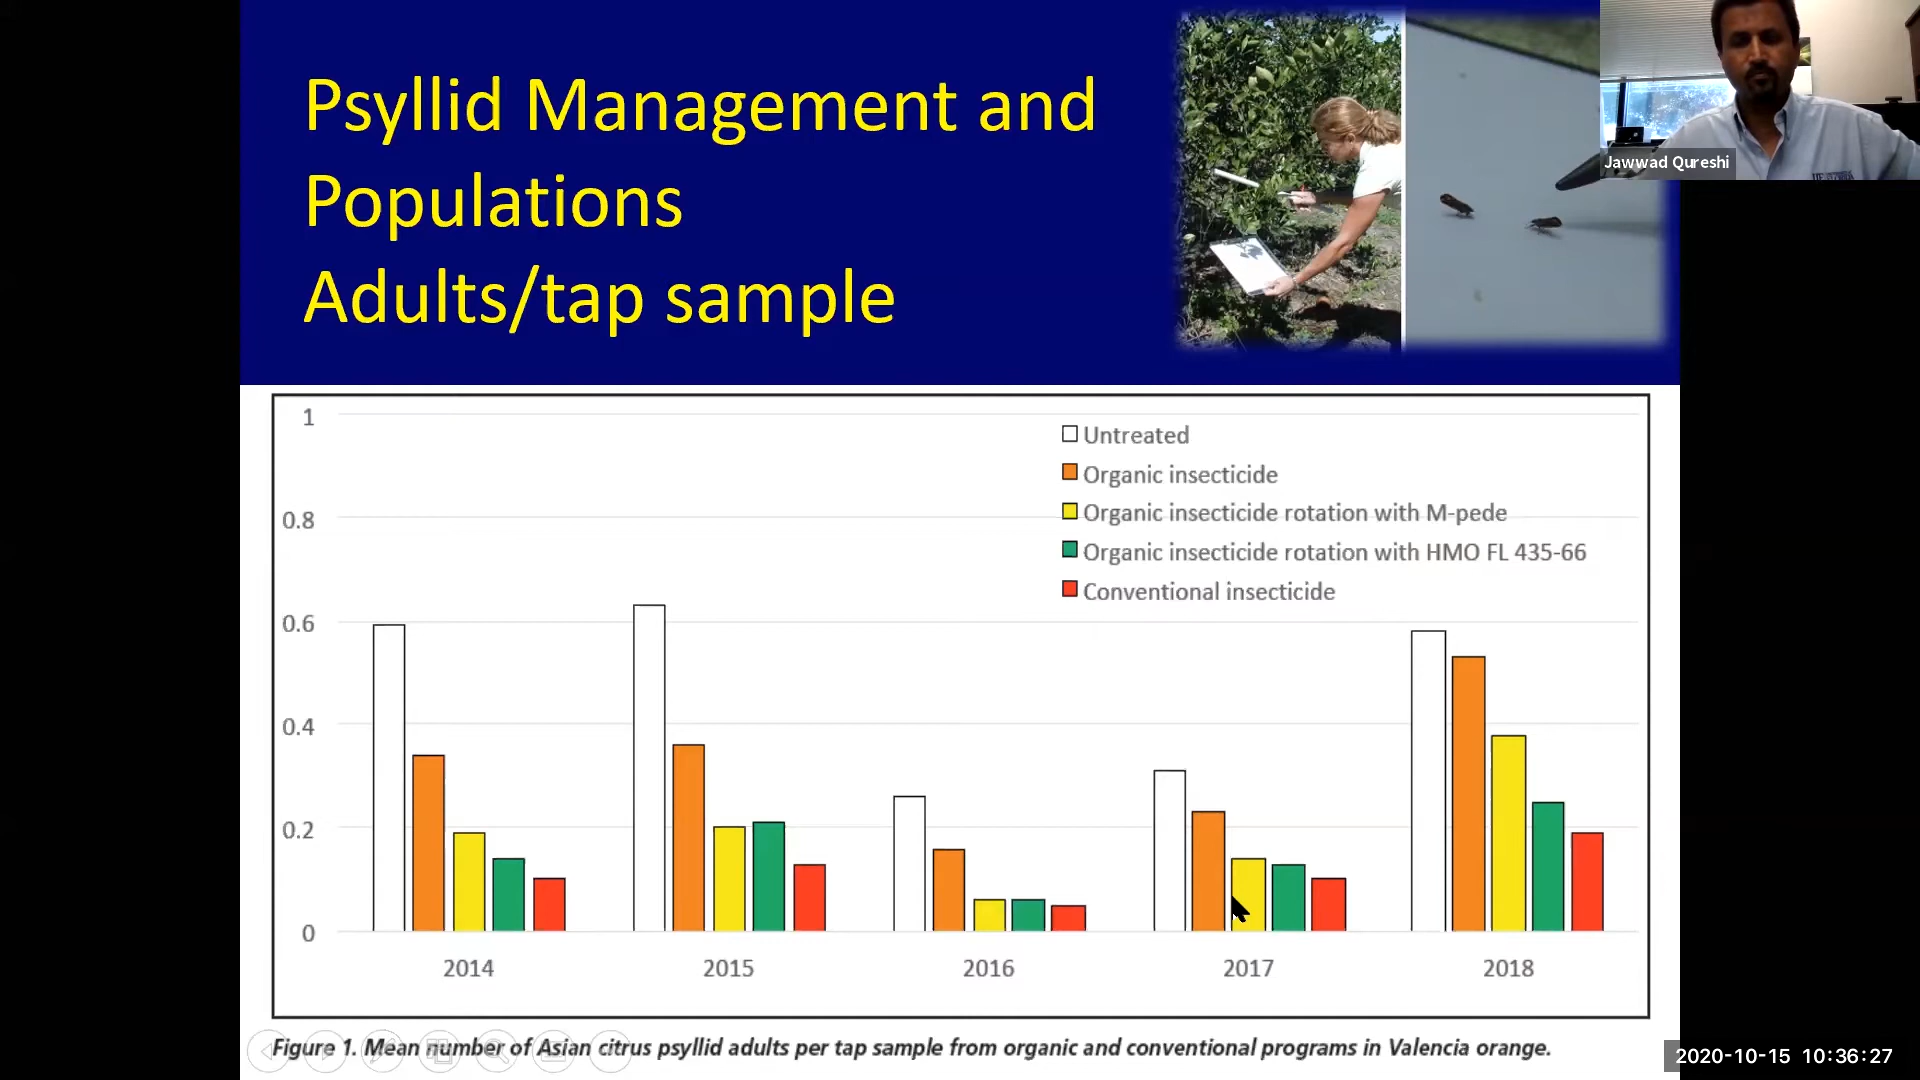 Psyllid Management and
Populations
Adults/tap sample
Jawwad Qureshi
1
0.8
0.6
0.4
0.2
0
Untreated
Organic insecticide
Organic insecticide rotation with M-pede
Organic insecticide rotation with HMO FL 435-66
Conventional insecticide
2014
2015
2016
2017
2018
Figure 1. Mean number of Asian citrus psyllid adults per tap sample from organic and conventional programs in Valencia orange.
2020-10-15 10:36:27